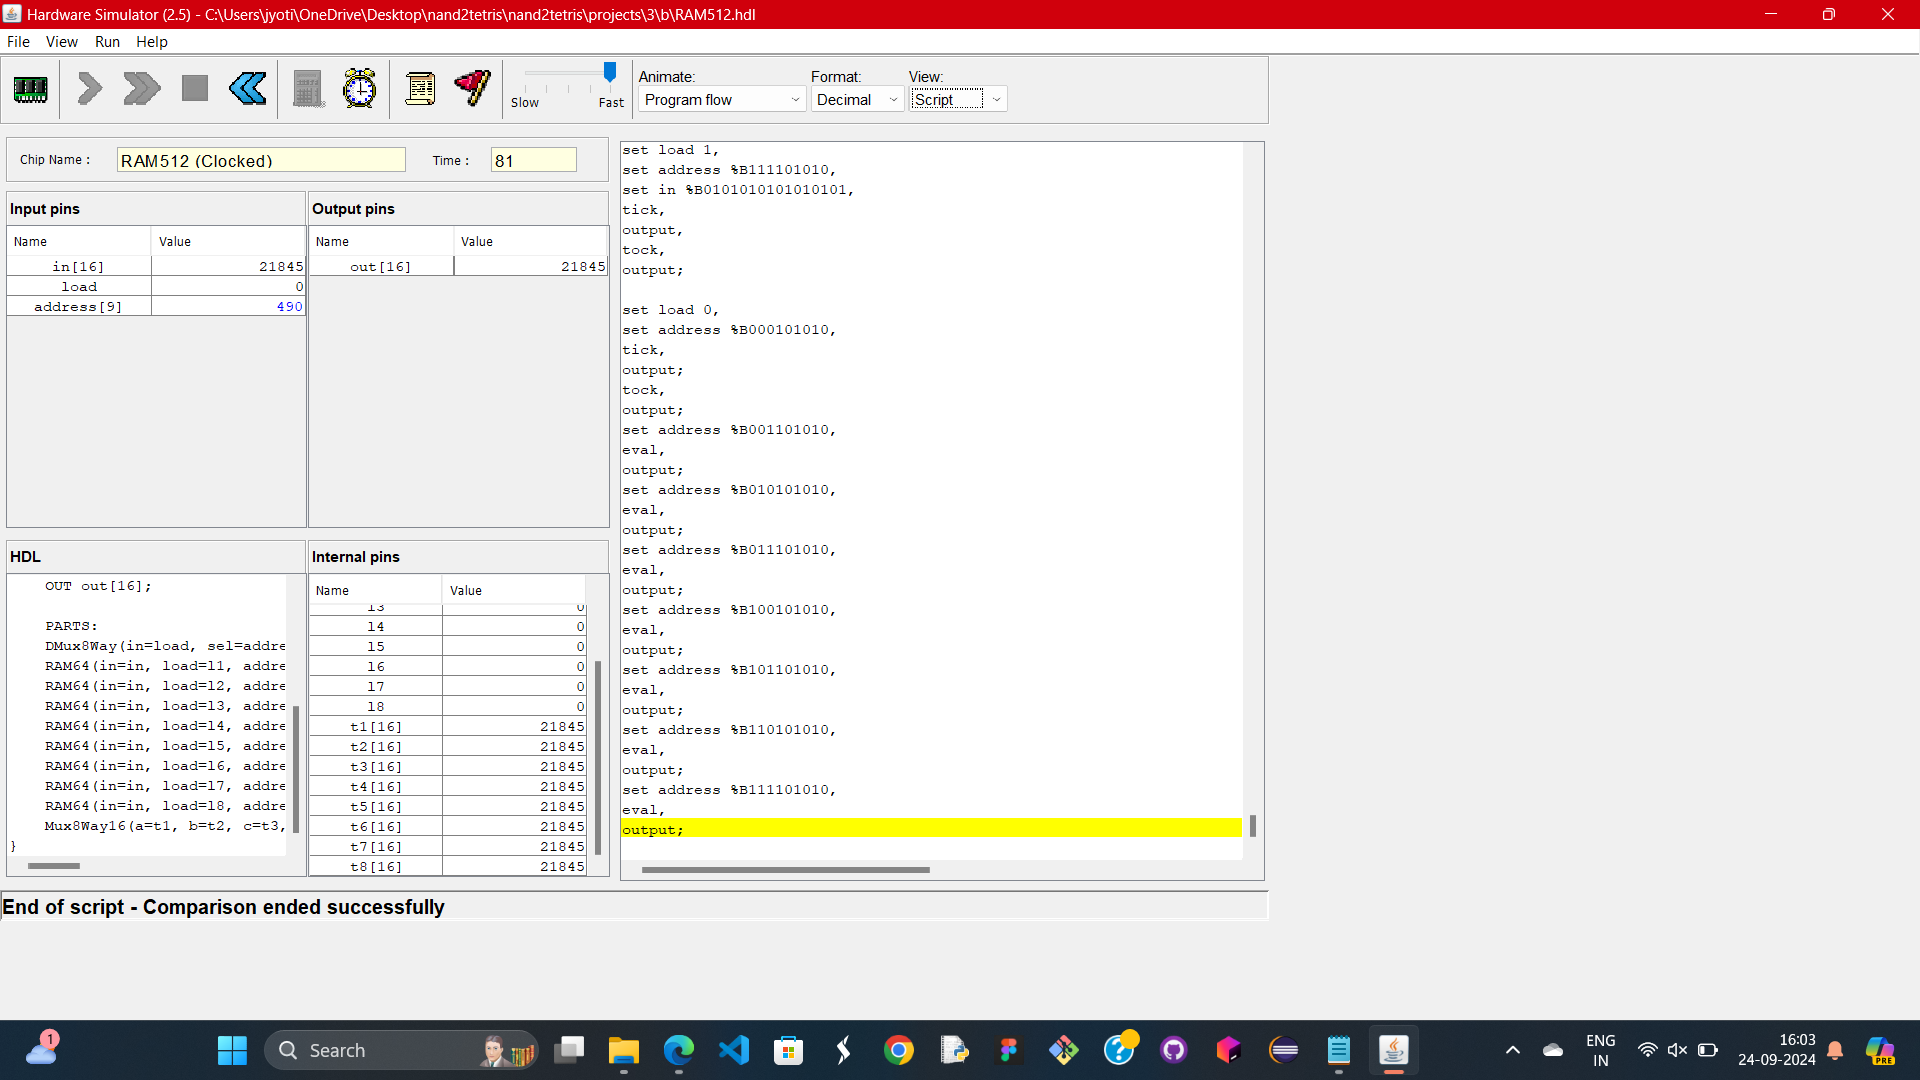 Hardware Simulator (2.5) - C:\Users\jyoti\OneDrive\Desktop\nand2tetris\nand2tetris\projects\3\b\RAM512.hdl
File View Run Help
Slow Fast
Animate: Format: View:
Program flow Decimal Script
Chip Name : RAM512 (Clocked) Time : 81
Input pins
Name Value
in[16] 21845
load 0
address[9] 490
Output pins
Name Value
out[16] 21845
HDL
OUT out[16];
PARTS:
DMux8Way(in=load, sel=addre
RAM64(in=in, load=l1, addre
RAM64(in=in, load=l2, addre
RAM64(in=in, load=l3, addre
RAM64(in=in, load=l4, addre
RAM64(in=in, load=l5, addre
RAM64(in=in, load=l6, addre
RAM64(in=in, load=l7, addre
RAM64(in=in, load=l8, addre
Mux8Way16(a=t1, b=t2, c=t3,
}
Internal pins
Name Value
l3 0
l4 0
l5 0
l6 0
l7 0
l8 0
t1[16] 21845
t2[16] 21845
t3[16] 21845
t4[16] 21845
t5[16] 21845
t6[16] 21845
t7[16] 21845
t8[16] 21845
set load 1,
set address %B111101010,
set in %B0101010101010101,
tick,
output,
tock,
output;
set load 0,
set address %B000101010,
tick,
output;
tock,
output;
set address %B001101010,
eval,
output;
set address %B010101010,
eval,
output;
set address %B011101010,
eval,
output;
set address %B100101010,
eval,
output;
set address %B101101010,
eval,
output;
set address %B110101010,
eval,
output;
set address %B111101010,
eval,
output;
End of script - Comparison ended successfully
1
Search
ENG
IN
16:03
24-09-2024
PRE